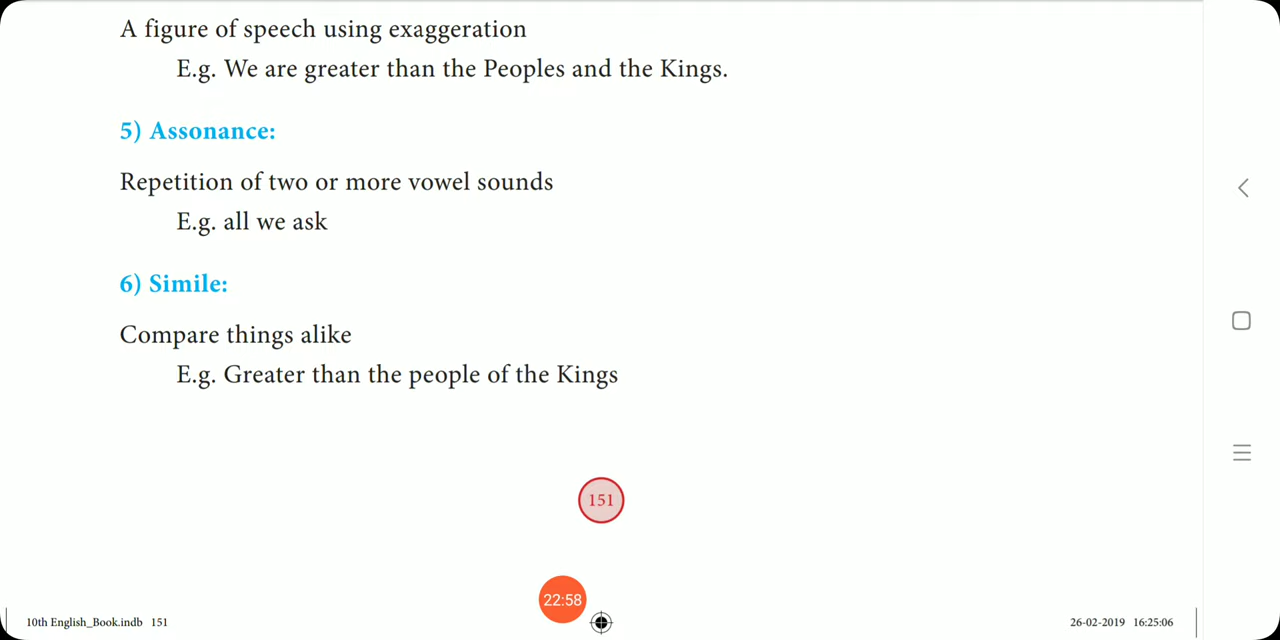 A figure of speech using exaggeration
E.g. We are greater than the Peoples and the Kings.
5) Assonance:
Repetition of two or more vowel sounds
E.g. all we ask
6) Simile:
Compare things alike
E.g. Greater than the people of the Kings
151
22:58
10th English_Book.indb 151
26-02-2019 16:25:06